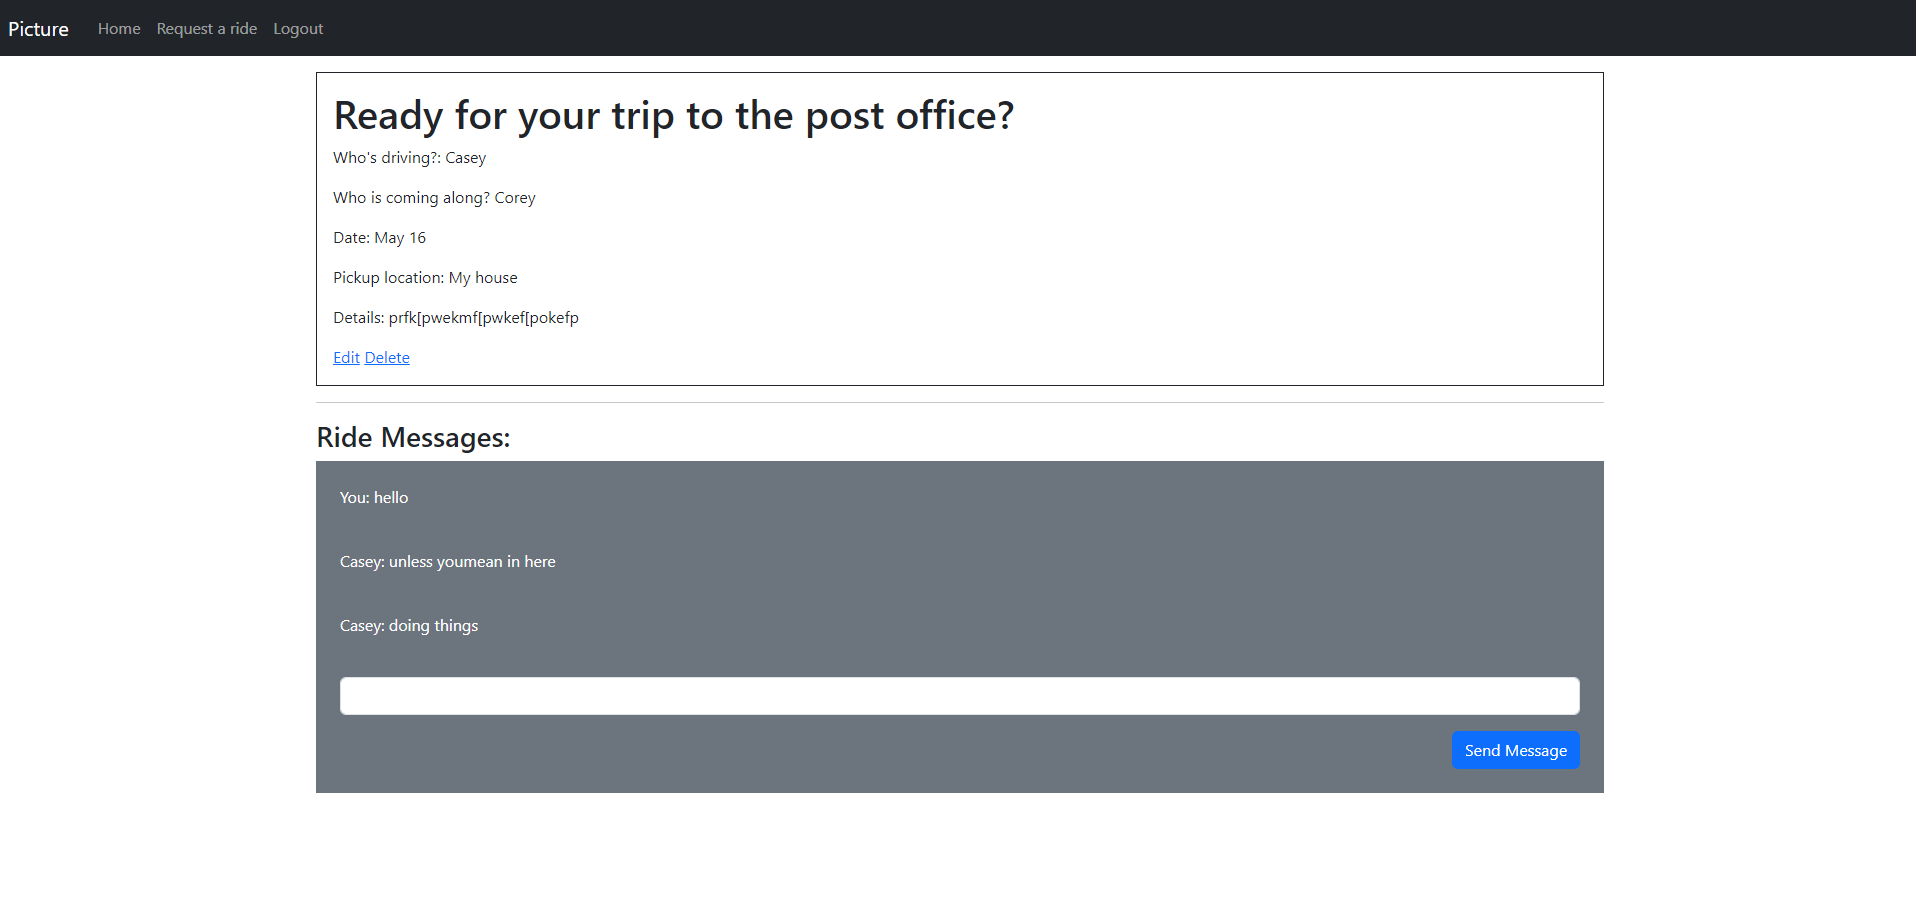 Picture Home Request a ride Logout
Ready for your trip to the post office?
Who's driving?: Casey
Who is coming along? Corey
Date: May 16
Pickup location: My house
Details: prfk[pwekmf[pwkef[pokefp
Edit Delete
Ride Messages:
You: hello
Casey: unless youmean in here
Casey: doing things
Send Message